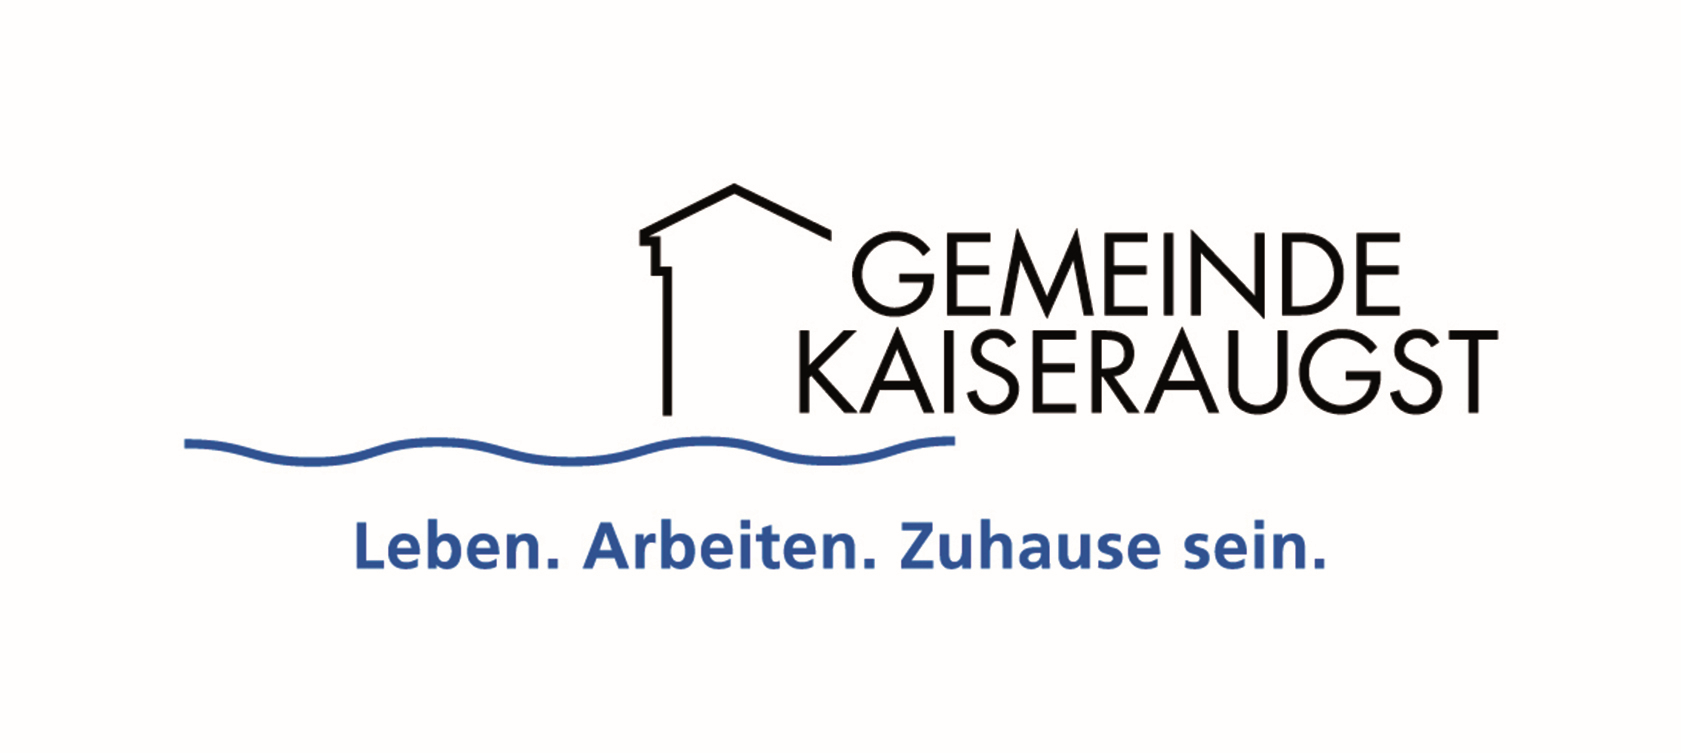 GEMEINDE
KAISERAUGST
Leben. Arbeiten. Zuhause sein.